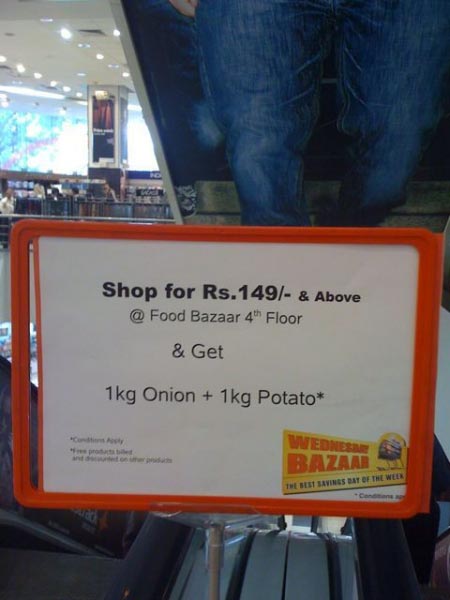 Shop for Rs.149/- & Above
@ Food Bazaar 4th Floor
& Get
1kg Onion + 1kg Potato*
*Conditions Apply
*Free products billed
and discounted on other products
WEDNESDAY
BAZAAR
THE BEST SAVINGS DAY OF THE WEEK
* Conditions ap